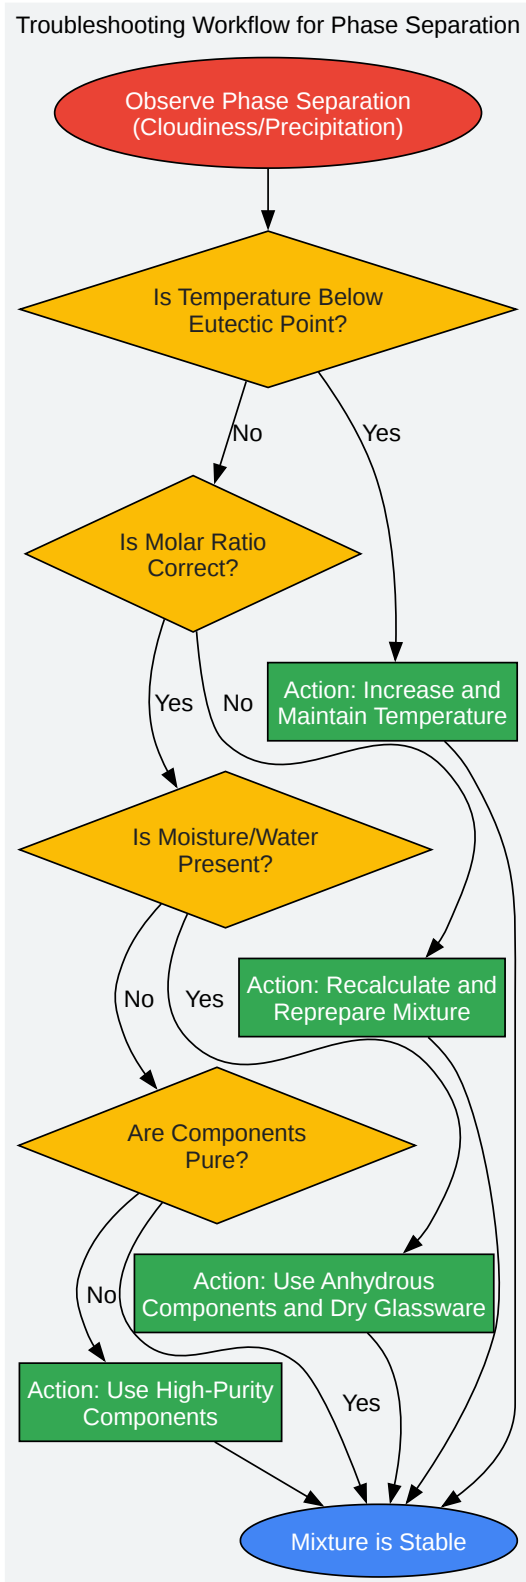 Troubleshooting Workflow for Phase Separation
Observe Phase Separation
(Cloudiness/Precipitation)
Is Temperature Below
Eutectic Point?
No
Yes
Is Molar Ratio
Correct?
Action: Increase and
Maintain Temperature
Yes
No
Is Moisture/Water
Present?
Action: Recalculate and
Reprepare Mixture
No
Yes
Are Components
Pure?
Action: Use Anhydrous
Components and Dry Glassware
No
Action: Use High-Purity
Components
Yes
Mixture is Stable